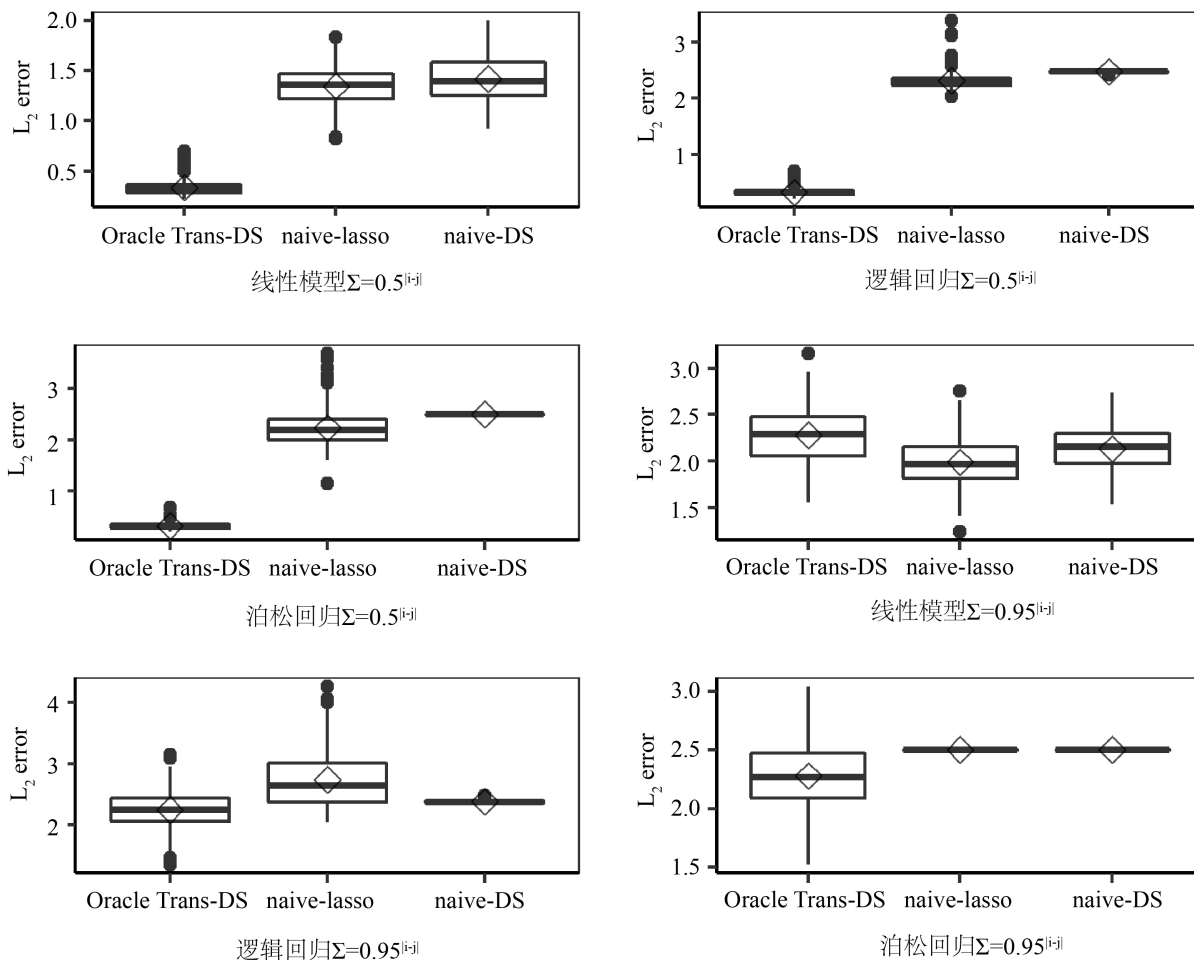 L₂ error
2.0
1.5
1.0
0.5
Oracle Trans-DS naive-lasso naive-DS
线性模型Σ=0.5|i-j|
L₂ error
3
2
1
Oracle Trans-DS naive-lasso naive-DS
逻辑回归Σ=0.5|i-j|
L₂ error
3
2
1
Oracle Trans-DS naive-lasso naive-DS
泊松回归Σ=0.5|i-j|
L₂ error
3.0
2.5
2.0
1.5
Oracle Trans-DS naive-lasso naive-DS
线性模型Σ=0.95|i-j|
L₂ error
4
3
2
Oracle Trans-DS naive-lasso naive-DS
逻辑回归Σ=0.95|i-j|
L₂ error
3.0
2.5
2.0
1.5
Oracle Trans-DS naive-lasso naive-DS
泊松回归Σ=0.95|i-j|